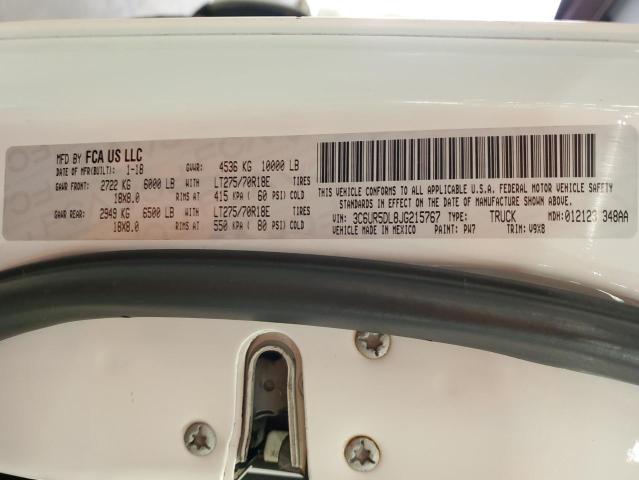 MFD BY FCA US LLC
DATE OF MFR(BUILT): 1-18 GVWR: 4536 KG 10000 LB
GAWR FRONT: 2722 KG 6000 LB WITH LT275/70R18E TIRES
18X8.0 RIMS AT 415 KPA ( 60 PSI) COLD
GAWR REAR: 2949 KG 6500 LB WITH LT275/70R18E TIRES
18X8.0 RIMS AT 550 KPA ( 80 PSI) COLD
THIS VEHICLE CONFORMS TO ALL APPLICABLE U.S.A. FEDERAL MOTOR VEHICLE SAFETY
STANDARDS IN EFFECT ON THE DATE OF MANUFACTURE SHOWN ABOVE.
VIN: 3C6UR5DL8JG215767 TYPE: TRUCK MDH: 012123 348AA
VEHICLE MADE IN MEXICO PAINT: PW7 TRIM: V9X8